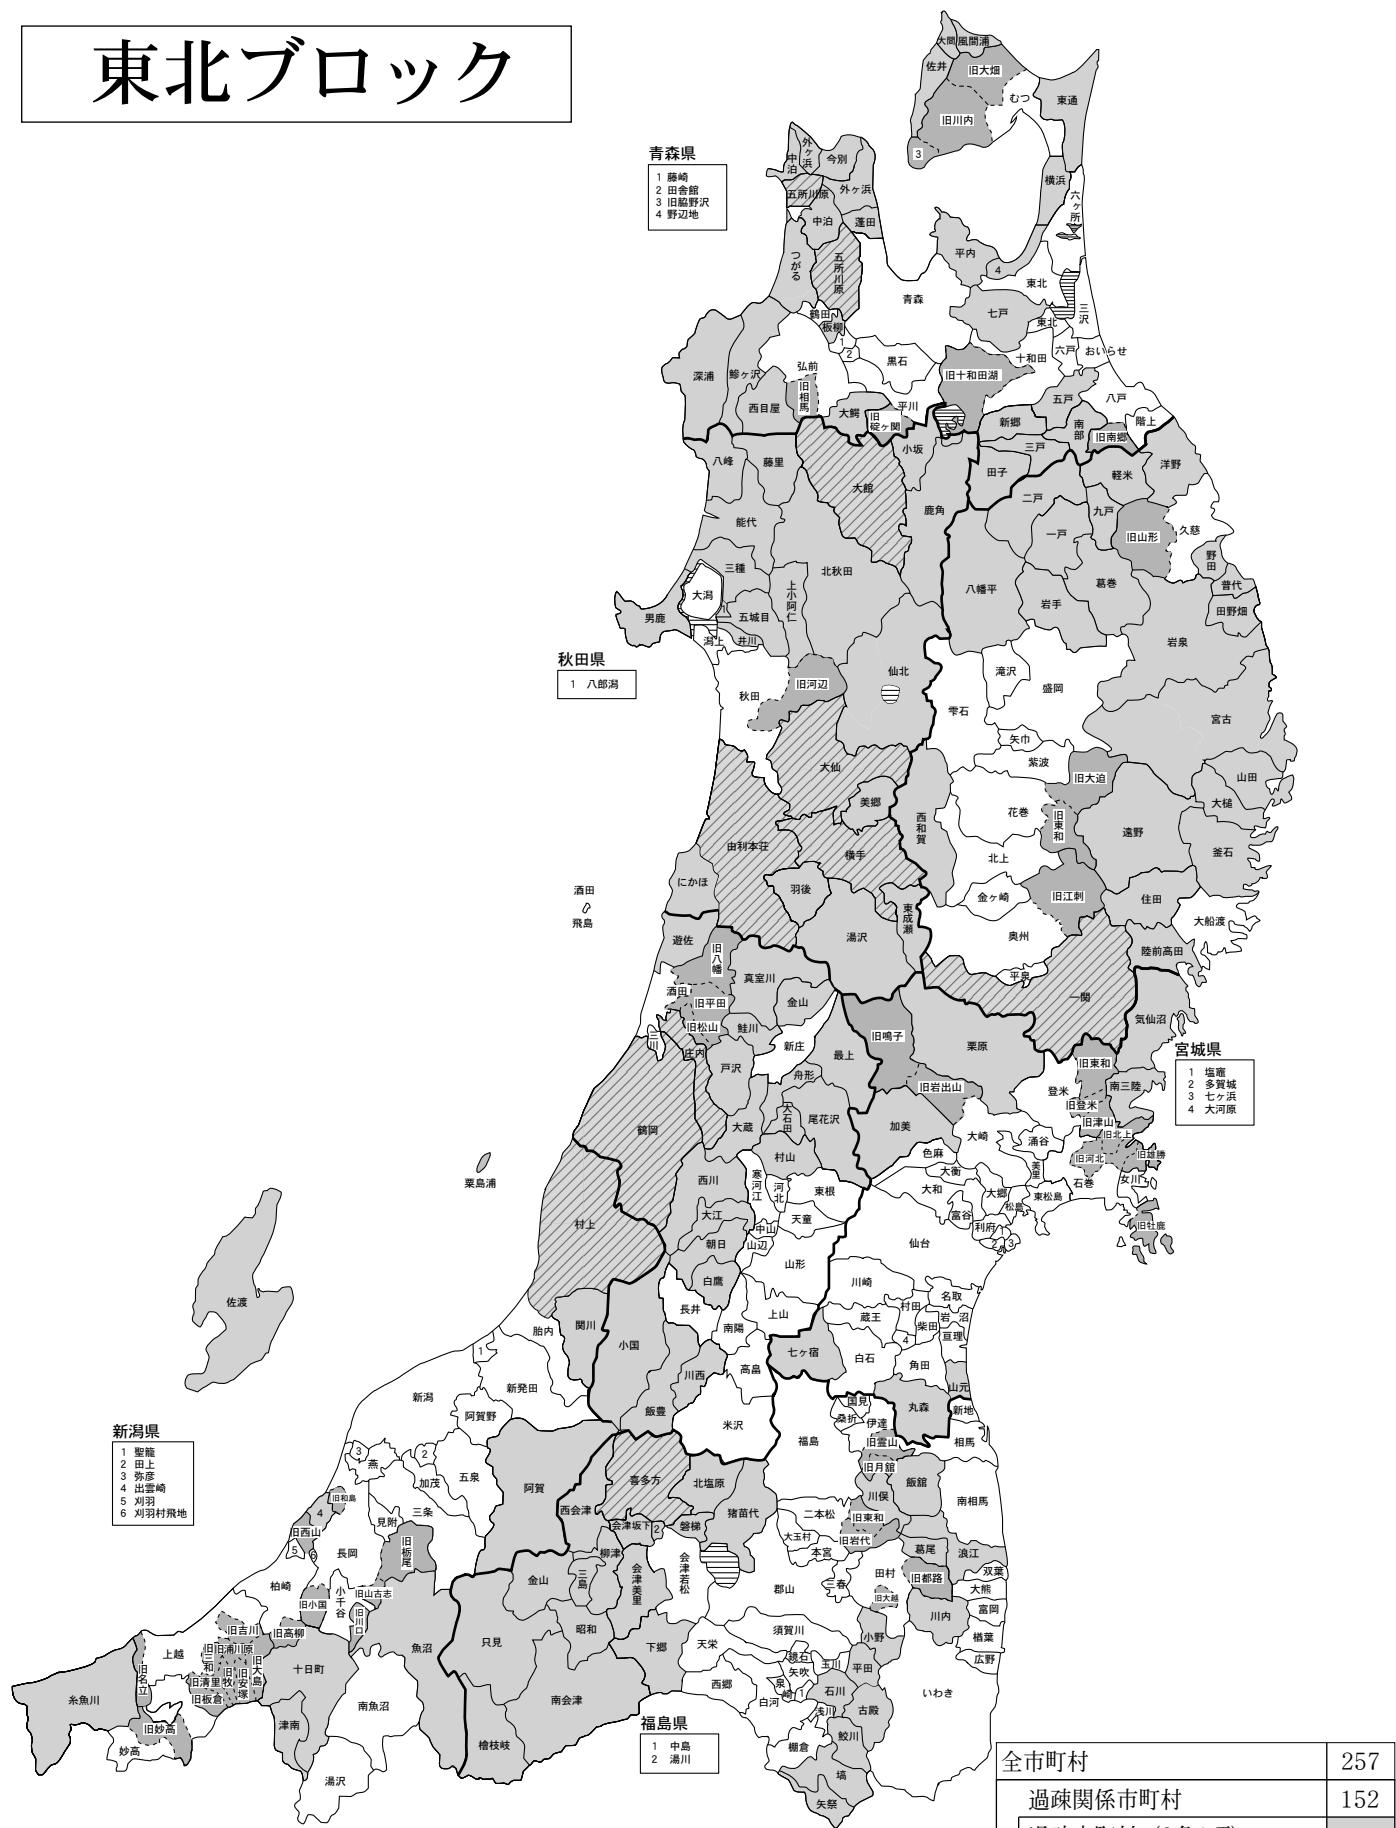 東北ブロック
青森県
1 藤崎
2 田舎館
3 旧脇野沢
4 野辺地
大間
風間浦
佐井
旧大畑
むつ
東通
旧川内
3
外ヶ浜
中泊
今別
五所川原
外ヶ浜
中泊
蓬田
横浜
六ヶ所
つがる
五所川原
平内
4
東北
青森
七戸
三沢
東北
鶴田
板柳
1
2
黒石
十和田
六戸
おいらせ
弘前
旧十和田湖
深浦
鰺ヶ沢
西目屋
旧相馬
大鰐
旧碇ヶ関
平川
五戸
八戸
新郷
南部
旧南郷
階上
三戸
田子
八峰
藤里
大館
小坂
鹿角
二戸
軽米
洋野
九戸
一戸
旧山形
久慈
野田
能代
三種
北秋田
上小阿仁
八幡平
岩手
葛巻
普代
田野畑
大潟
1
五城目
男鹿
潟上
井川
岩泉
秋田県
1 八郎潟
秋田
旧河辺
仙北
滝沢
盛岡
雫石
宮古
矢巾
紫波
旧大迫
山田
大槌
大仙
美郷
西和賀
花巻
旧東和
遠野
釜石
由利本荘
横手
北上
にかほ
羽後
金ヶ崎
旧江刺
住田
酒田
飛島
東成瀬
大船渡
湯沢
奥州
陸前高田
遊佐
旧八幡
平泉
一関
真室川
酒田
旧平田
金山
気仙沼
旧松山
鮭川
三川
新庄
旧鳴子
栗原
庄内
戸沢
最上
宮城県
1 塩竈
2 多賀城
3 七ヶ浜
4 大河原
舟形
旧岩出山
旧東和
登米
南三陸
旧登米
鶴岡
大蔵
大石田
尾花沢
加美
大崎
旧津山
旧北上
涌谷
村山
色麻
旧河北
旧雄勝
粟島浦
西川
寒河江
河北
東根
大衡
美里
石巻
女川
大和
大郷
松島
東松島
村上
大江
天童
富谷
利府
1
2
3
旧牡鹿
中山
山辺
朝日
仙台
山形
白鷹
佐渡
川崎
名取
長井
上山
蔵王
村田
岩沼
関川
胎内
小国
南陽
柴田
4
亘理
七ヶ宿
白石
角田
1
川西
高畠
山元
新潟
新発田
飯豊
米沢
国見
丸森
新地
阿賀野
桑折
伊達
福島
旧霊山
相馬
新潟県
1 聖籠
2 田上
3 弥彦
4 出雲崎
5 刈羽
6 刈羽村飛地
3
燕
2
加茂
五泉
阿賀
喜多方
北塩原
旧月舘
飯舘
西会津
猪苗代
川俣
南相馬
旧和島
4
三条
見附
旧西山
5
6
長岡
旧栃尾
会津坂下
2
磐梯
二本松
旧東和
大玉村
旧岩代
本宮
葛尾
浪江
柳津
会津若松
双葉
柏崎
金山
三島
会津美里
郡山
三春
田村
旧都路
大熊
旧小国
小千谷
旧山古志
旧大越
旧川口
富岡
旧吉川
旧高柳
昭和
川内
楢葉
上越
旧三和
旧浦川原
旧大島
只見
下郷
須賀川
小野
広野
旧名立
旧清里
旧牧
旧安塚
十日町
魚沼
天栄
鏡石
玉川
平田
矢吹
いわき
糸魚川
旧板倉
西郷
泉崎
1
石川
旧妙高
津南
南魚沼
南会津
白河
浅川
古殿
妙高
檜枝岐
福島県
1 中島
2 湯川
棚倉
鮫川
湯沢
塙
矢祭
全市町村 257
過疎関係市町村 152